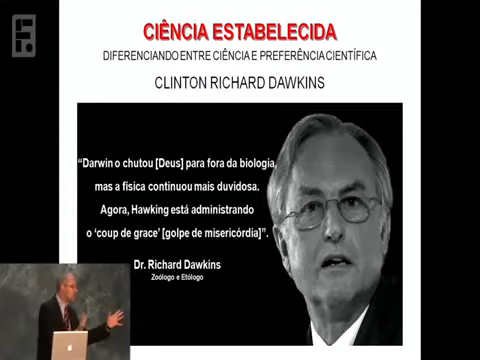 CIÊNCIA ESTABELECIDA
DIFERENCIANDO ENTRE CIÊNCIA E PREFERÊNCIA CIENTÍFICA
CLINTON RICHARD DAWKINS
“Darwin o chutou [Deus] para fora da biologia,
mas a física continuou mais duvidosa.
Agora, Hawking está administrando
o ‘coup de grace’ [golpe de misericórdia]”.
Dr. Richard Dawkins
Zoólogo e Etólogo